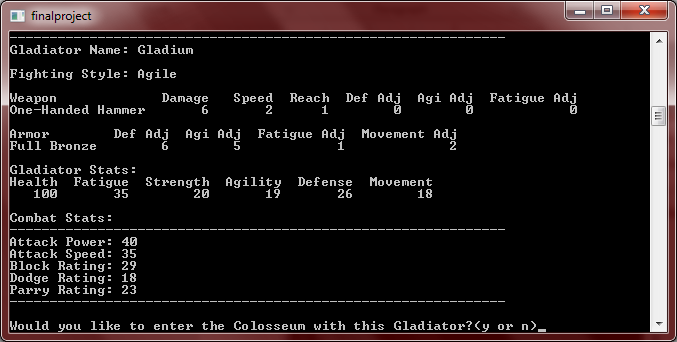 finalproject
Gladiator Name: Gladium
Fighting Style: Agile
Weapon Damage Speed Reach Def Adj Agi Adj Fatigue Adj
One-Handed Hammer 6 2 1 0 0 0
Armor Def Adj Agi Adj Fatigue Adj Movement Adj
Full Bronze 6 5 1 2
Gladiator Stats:
Health Fatigue Strength Agility Defense Movement
100 35 20 19 26 18
Combat Stats:
Attack Power: 40
Attack Speed: 35
Block Rating: 29
Dodge Rating: 18
Parry Rating: 23
Would you like to enter the Colosseum with this Gladiator?(y or n)_